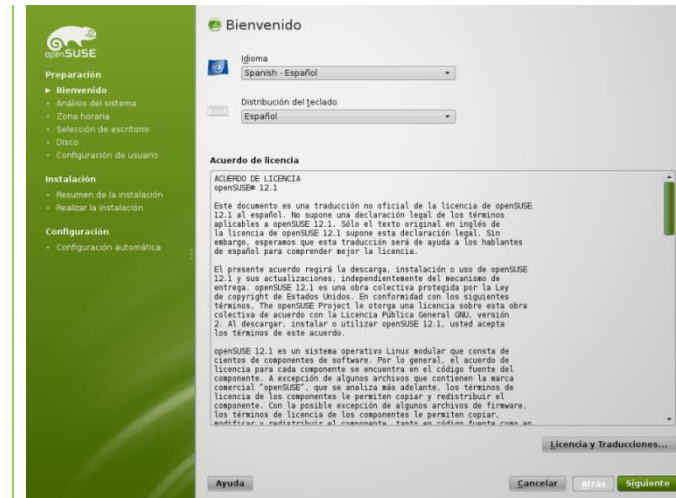 openSUSE
Preparación
Bienvenido
Análisis del sistema
Zona horaria
Selección de escritorio
Disco
Configuración de usuario
Instalación
Resumen de la instalación
Realizar la instalación
Configuración
Configuración automática
Bienvenido
Idioma
Spanish - Español
Distribución del teclado
Español
Acuerdo de licencia
ACUERDO DE LICENCIA
openSUSE® 12.1
Este documento es una traducción no oficial de la licencia de openSUSE
12.1 al español. No supone una declaración legal de los términos
aplicables a openSUSE 12.1. Sólo el texto original en inglés de
la licencia de openSUSE 12.1 supone esta declaración legal. Sin
embargo, esperamos que esta traducción será de ayuda a los hablantes
de español para comprender mejor la licencia.
El presente acuerdo regirá la descarga, instalación o uso de openSUSE
12.1 y sus actualizaciones, independientemente del mecanismo de
entrega. openSUSE 12.1 es una obra colectiva protegida por la Ley
de copyright de Estados Unidos. En conformidad con los siguientes
términos, The openSUSE Project le otorga una licencia sobre esta obra
colectiva de acuerdo con la Licencia Pública General GNU, versión
2. Al descargar, instalar o utilizar openSUSE 12.1, usted acepta
los términos de este acuerdo.
openSUSE 12.1 es un sistema operativo Linux modular que consta de
cientos de componentes de software. Por lo general, el acuerdo de
licencia para cada componente se encuentra en el código fuente del
componente. A excepción de algunos archivos que contienen la marca
comercial "openSUSE", que se analiza más adelante, los términos de
licencia de los componentes le permiten copiar y redistribuir el
componente. Con la posible excepción de algunos archivos de firmware,
los términos de licencia de los componentes le permiten copiar,
modificar y redistribuir el componente, tanto en código fuente como en
Licencia y Traducciones...
Ayuda
Cancelar
Atrás
Siguiente